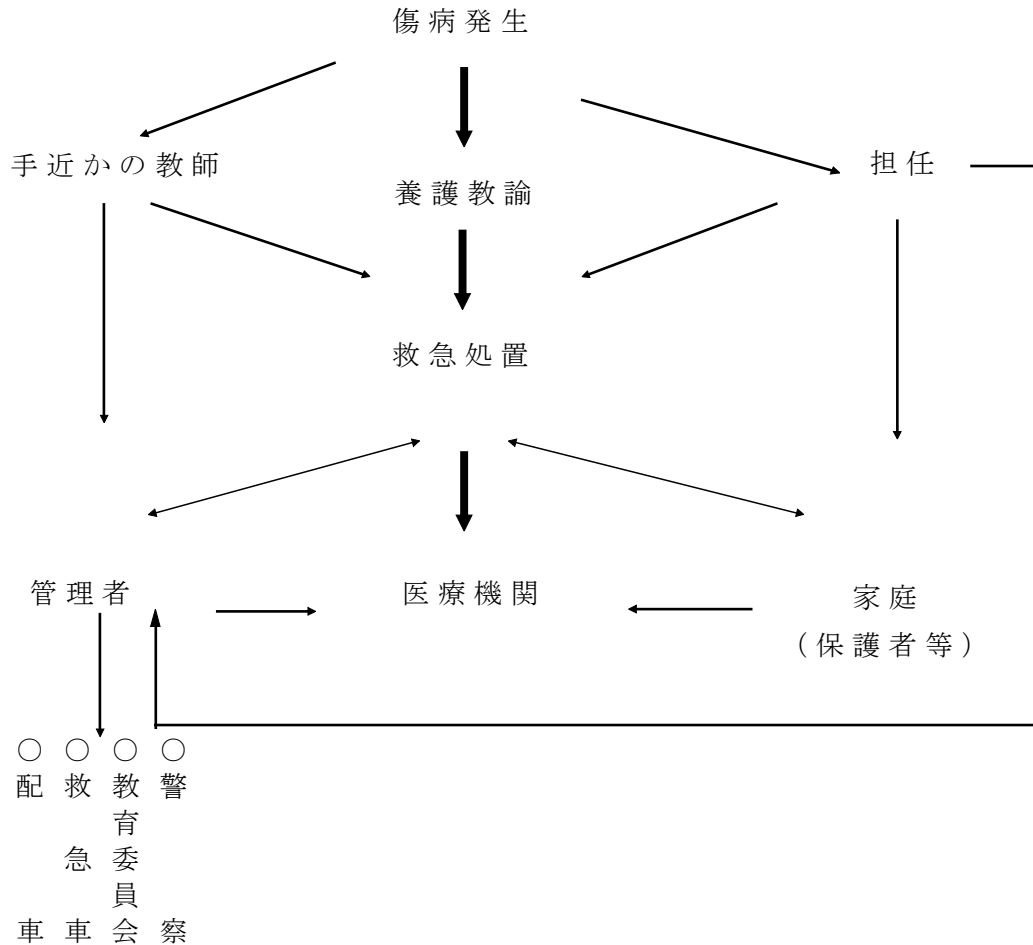 傷病発生
手近かの教師
養護教諭
担任
救急処置
管理者
医療機関
家庭
（保護者等）
○配車
○救急車
○教育委員会
○警察